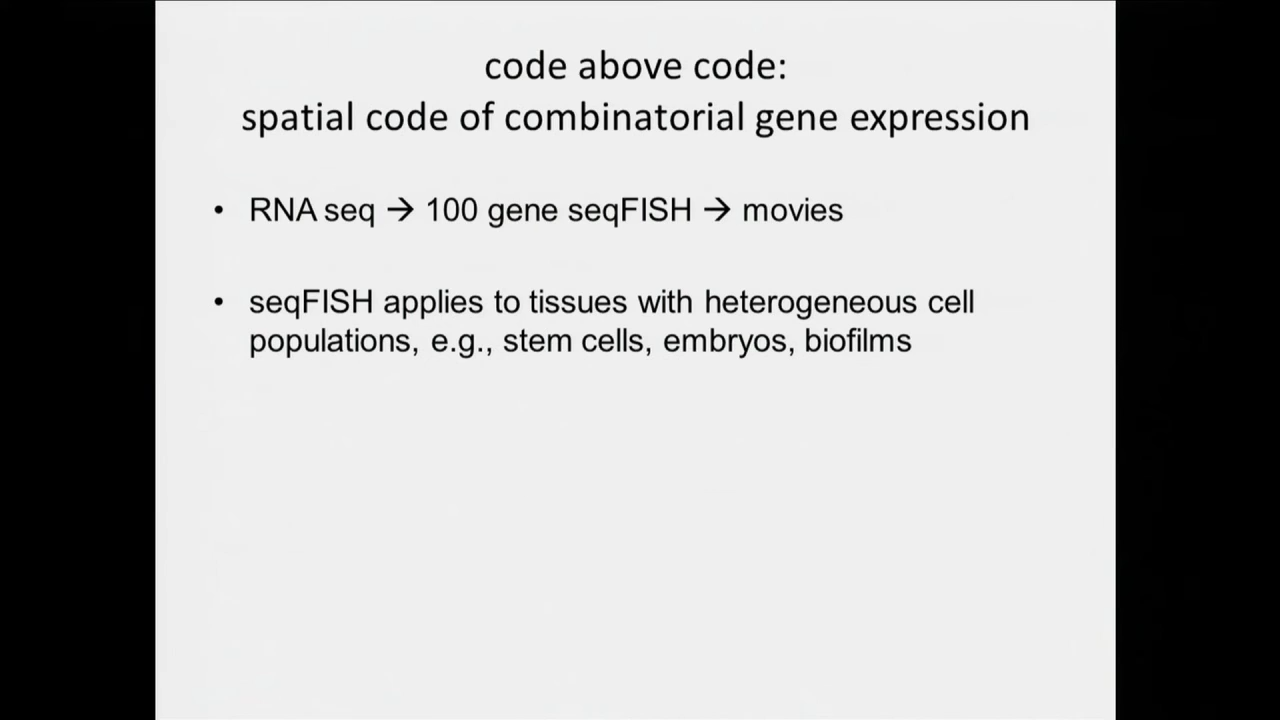 code above code:
spatial code of combinatorial gene expression
• RNA seq → 100 gene seqFISH → movies
• seqFISH applies to tissues with heterogeneous cell
populations, e.g., stem cells, embryos, biofilms